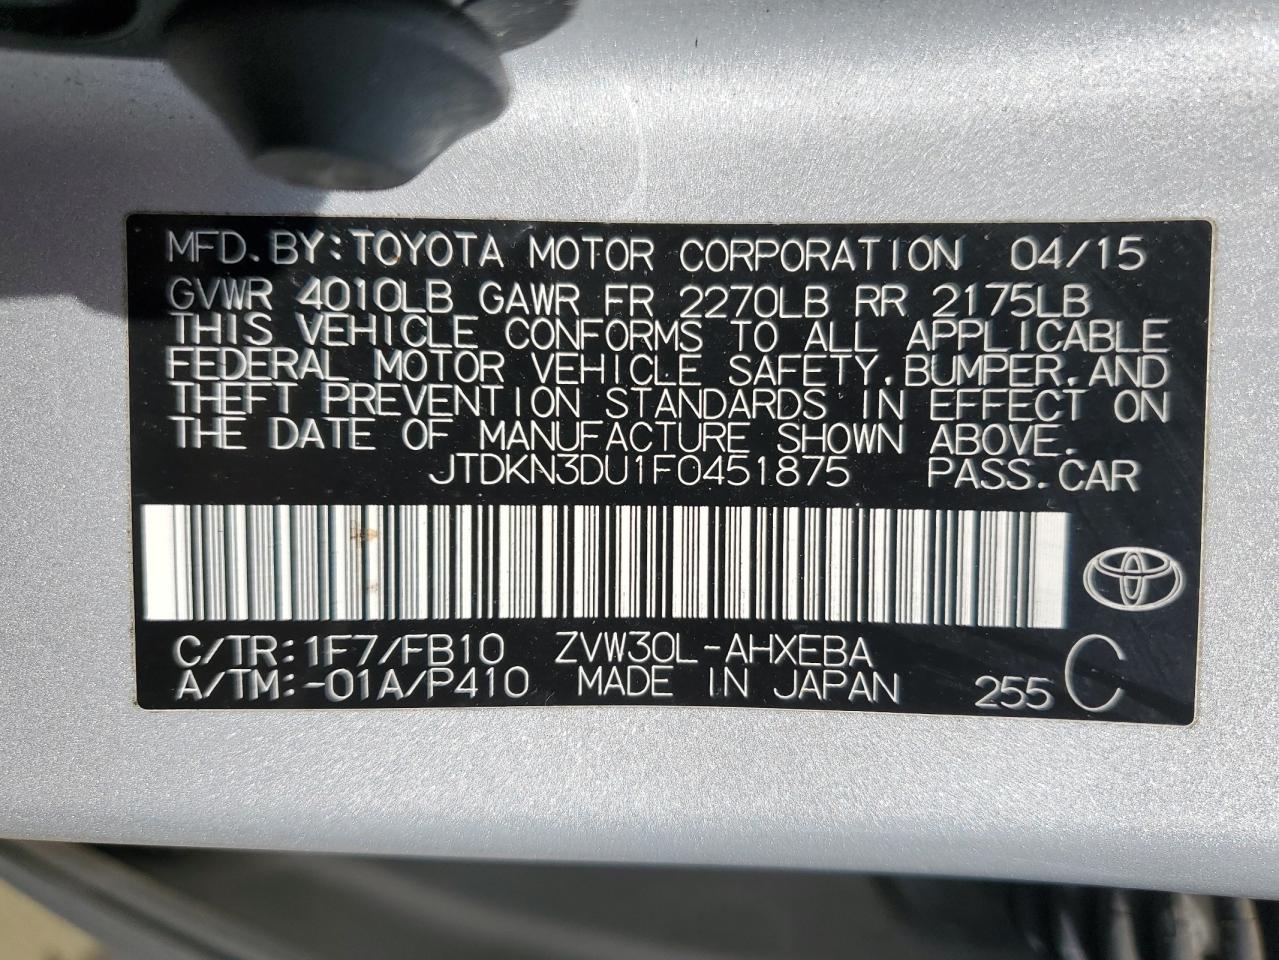 MFD. BY: TOYOTA MOTOR CORPORATION 04/15
GVWR 4010LB GAWR FR 2270LB RR 2175LB
THIS VEHICLE CONFORMS TO ALL APPLICABLE
FEDERAL MOTOR VEHICLE SAFETY, BUMPER, AND
THEFT PREVENTION STANDARDS IN EFFECT ON
THE DATE OF MANUFACTURE SHOWN ABOVE.
JTDKN3DU1F0451875 PASS. CAR
C/TR: 1F7/FB10 ZVW30L-AHXEBA
A/TM: -01A/P410 MADE IN JAPAN 255 C